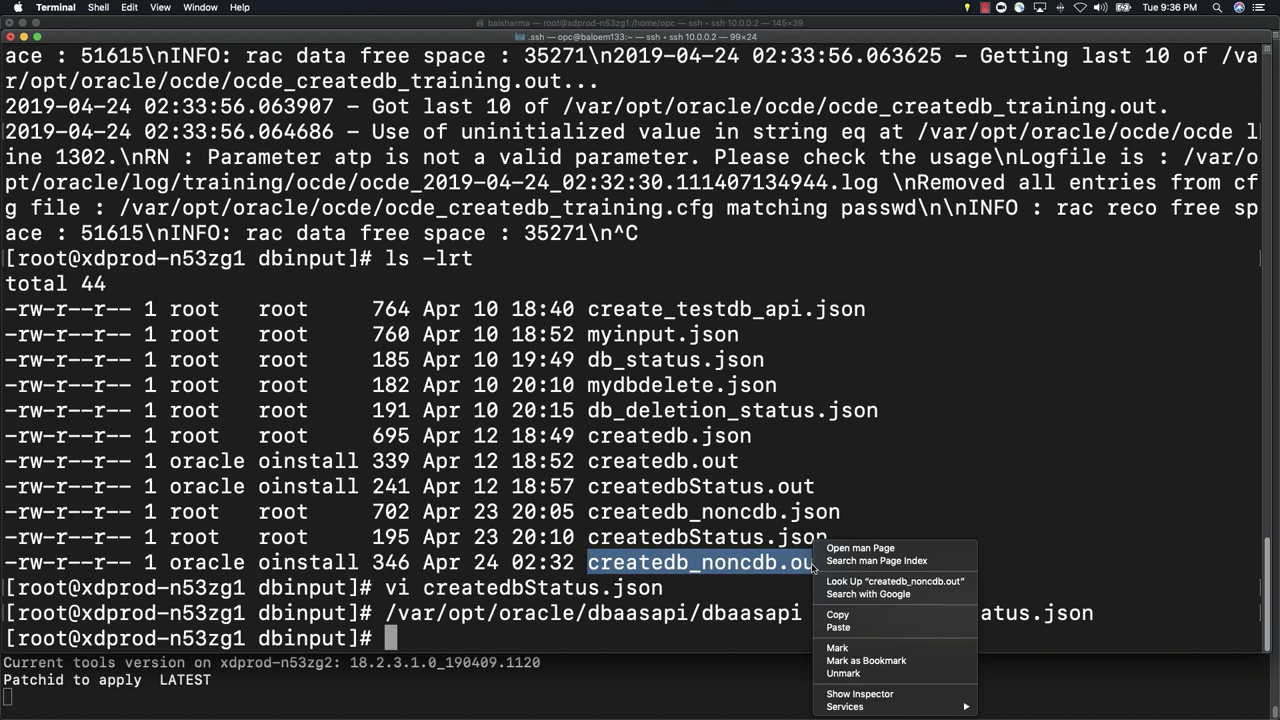 Terminal Shell Edit View Window Help
Tue 9:36 PM
balsharma — root@xdprod-n53zg1:/home/opc — ssh • ssh 10.0.0.2 — 145×39
.ssh — opc@baloem133:~ — ssh • ssh 10.0.0.2 — 99×24
ace : 51615\nINFO: rac data free space : 35271\n2019-04-24 02:33:56.063625 – Getting last 10 of /va
r/opt/oracle/ocde/ocde_createdb_training.out...
2019-04-24 02:33:56.063907 – Got last 10 of /var/opt/oracle/ocde/ocde_createdb_training.out.
2019-04-24 02:33:56.064686 – Use of uninitialized value in string eq at /var/opt/oracle/ocde/ocde l
ine 1302.\nRN : Parameter atp is not a valid parameter. Please check the usage\nLogfile is : /var/o
pt/oracle/log/training/ocde/ocde_2019-04-24_02:32:30.111407134944.log \nRemoved all entries from cf
g file : /var/opt/oracle/ocde/ocde_createdb_training.cfg matching passwd\n\nINFO : rac reco free sp
ace : 51615\nINFO: rac data free space : 35271\n^C
[root@xdprod-n53zg1 dbinput]# ls -lrt
total 44
-rw-r--r-- 1 root root 764 Apr 10 18:40 create_testdb_api.json
-rw-r--r-- 1 root root 760 Apr 10 18:52 myinput.json
-rw-r--r-- 1 root root 185 Apr 10 19:49 db_status.json
-rw-r--r-- 1 root root 182 Apr 10 20:10 mydbdelete.json
-rw-r--r-- 1 root root 191 Apr 10 20:15 db_deletion_status.json
-rw-r--r-- 1 root root 695 Apr 12 18:49 createdb.json
-rw-r--r-- 1 oracle oinstall 339 Apr 12 18:52 createdb.out
-rw-r--r-- 1 oracle oinstall 241 Apr 12 18:57 createdbStatus.out
-rw-r--r-- 1 root root 702 Apr 23 20:05 createdb_noncdb.json
-rw-r--r-- 1 root root 195 Apr 23 20:10 createdbStatus.json
-rw-r--r-- 1 oracle oinstall 346 Apr 24 02:32 createdb_noncdb.ou
[root@xdprod-n53zg1 dbinput]# vi createdbStatus.json
[root@xdprod-n53zg1 dbinput]# /var/opt/oracle/dbaasapi/dbaasapi atus.json
[root@xdprod-n53zg1 dbinput]#
Open man Page
Search man Page Index
Look Up “createdb_noncdb.out”
Search with Google
Copy
Paste
Mark
Mark as Bookmark
Unmark
Show Inspector
Services
Current tools version on xdprod-n53zg2: 18.2.3.1.0_190409.1120
Patchid to apply LATEST